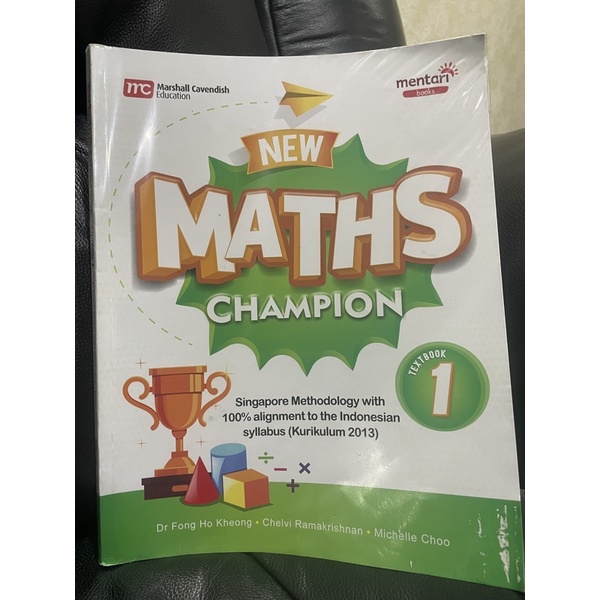 mc Marshall Cavendish
Education
mentari
books
NEW
MATHS
CHAMPION
TEXTBOOK
1
Singapore Methodology with
100% alignment to the Indonesian
syllabus (Kurikulum 2013)
÷ − × +
Dr Fong Ho Kheong • Chelvi Ramakrishnan • Michelle Choo